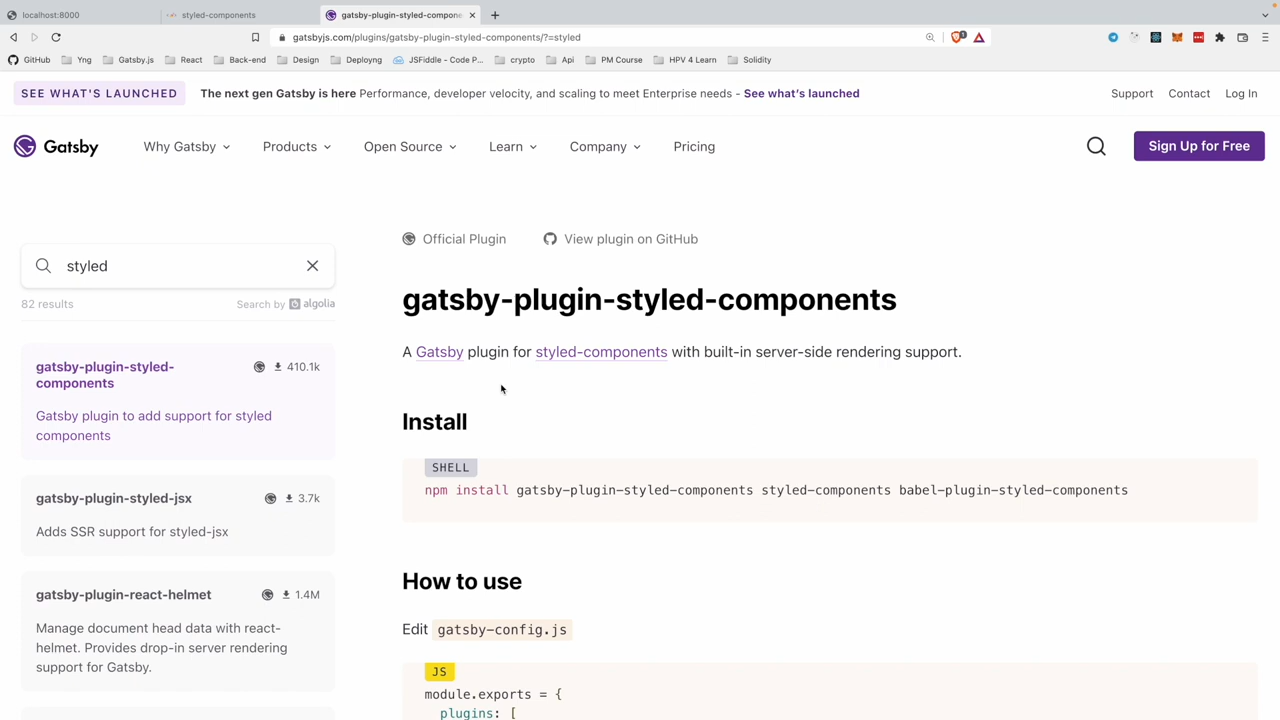 localhost:8000
styled-components
gatsby-plugin-styled-compone
gatsbyjs.com/plugins/gatsby-plugin-styled-components/?=styled
1
GitHub
Yng
Gatsby.js
React
Back-end
Design
Deployng
JSFiddle - Code P...
crypto
Api
PM Course
HPV 4 Learn
Solidity
SEE WHAT'S LAUNCHED
The next gen Gatsby is here Performance, developer velocity, and scaling to meet Enterprise needs - See what's launched
Support
Contact
Log In
Gatsby
Why Gatsby
Products
Open Source
Learn
Company
Pricing
Sign Up for Free
styled
82 results
Search by algolia
gatsby-plugin-styled-
components
410.1k
Gatsby plugin to add support for styled
components
gatsby-plugin-styled-jsx
3.7k
Adds SSR support for styled-jsx
gatsby-plugin-react-helmet
1.4M
Manage document head data with react-
helmet. Provides drop-in server rendering
support for Gatsby.
Official Plugin
View plugin on GitHub
gatsby-plugin-styled-components
A Gatsby plugin for styled-components with built-in server-side rendering support.
Install
SHELL
npm install gatsby-plugin-styled-components styled-components babel-plugin-styled-components
How to use
Edit gatsby-config.js
JS
module.exports = {
plugins: [